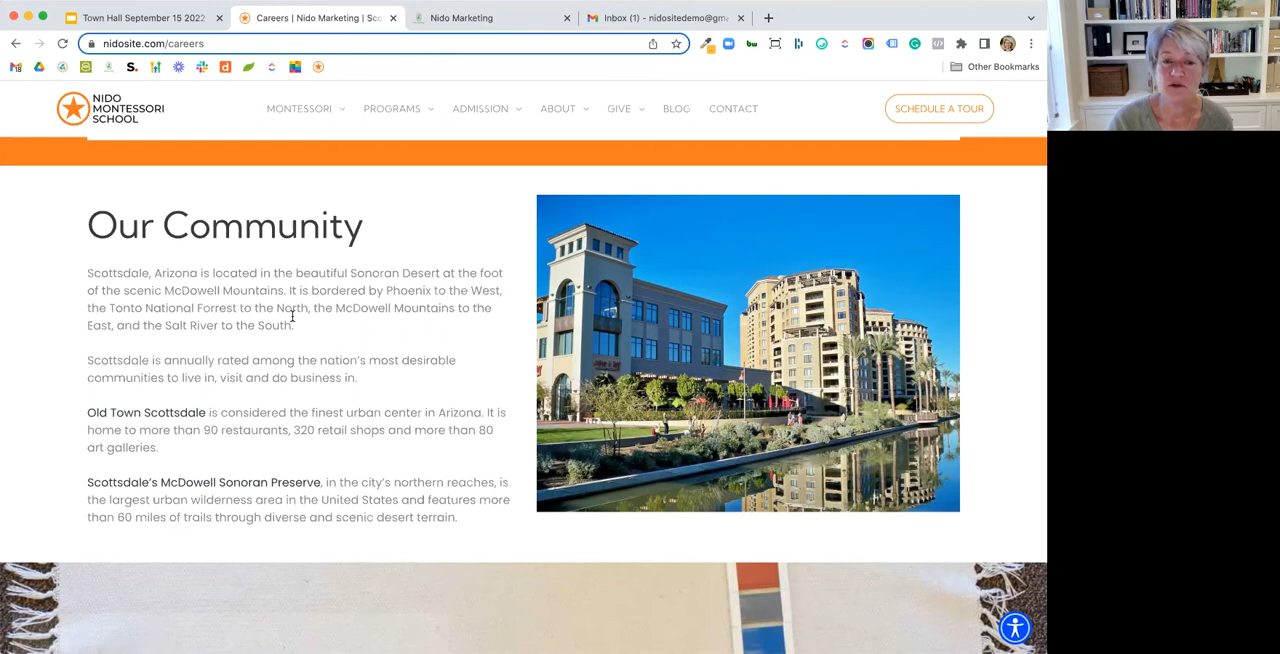 Town Hall September 15 2022
Careers | Nido Marketing | Sco
Nido Marketing
Inbox (1) - nidositedemo@gm
nidosite.com/careers
Other Bookmarks
NIDO
MONTESSORI
SCHOOL
MONTESSORI PROGRAMS ADMISSION ABOUT GIVE BLOG CONTACT
SCHEDULE A TOUR
Our Community
Scottsdale, Arizona is located in the beautiful Sonoran Desert at the foot
of the scenic McDowell Mountains. It is bordered by Phoenix to the West,
the Tonto National Forrest to the North, the McDowell Mountains to the
East, and the Salt River to the South.
Scottsdale is annually rated among the nation's most desirable
communities to live in, visit and do business in.
Old Town Scottsdale is considered the finest urban center in Arizona. It is
home to more than 90 restaurants, 320 retail shops and more than 80
art galleries.
Scottsdale's McDowell Sonoran Preserve, in the city's northern reaches, is
the largest urban wilderness area in the United States and features more
than 60 miles of trails through diverse and scenic desert terrain.